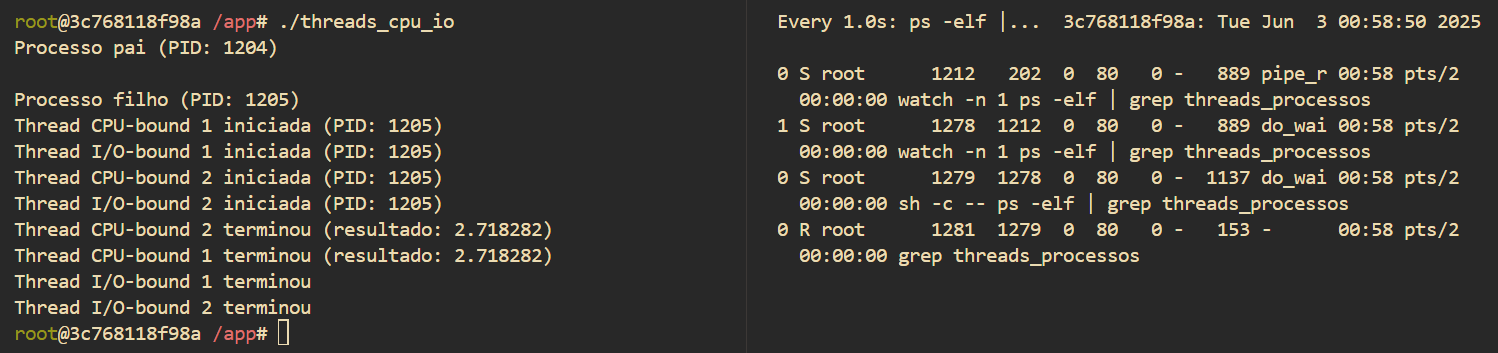 root@3c768118f98a /app# ./threads_cpu_io
Processo pai (PID: 1204)
Processo filho (PID: 1205)
Thread CPU-bound 1 iniciada (PID: 1205)
Thread I/O-bound 1 iniciada (PID: 1205)
Thread CPU-bound 2 iniciada (PID: 1205)
Thread I/O-bound 2 iniciada (PID: 1205)
Thread CPU-bound 2 terminou (resultado: 2.718282)
Thread CPU-bound 1 terminou (resultado: 2.718282)
Thread I/O-bound 1 terminou
Thread I/O-bound 2 terminou
root@3c768118f98a /app#
Every 1.0s: ps -elf |...  3c768118f98a: Tue Jun  3 00:58:50 2025
0 S root      1212   202  0  80   0 -   889 pipe_r 00:58 pts/2
  00:00:00 watch -n 1 ps -elf | grep threads_processos
1 S root      1278  1212  0  80   0 -   889 do_wai 00:58 pts/2
  00:00:00 watch -n 1 ps -elf | grep threads_processos
0 S root      1279  1278  0  80   0 -  1137 do_wai 00:58 pts/2
  00:00:00 sh -c -- ps -elf | grep threads_processos
0 R root      1281  1279  0  80   0 -   153 -      00:58 pts/2
  00:00:00 grep threads_processos